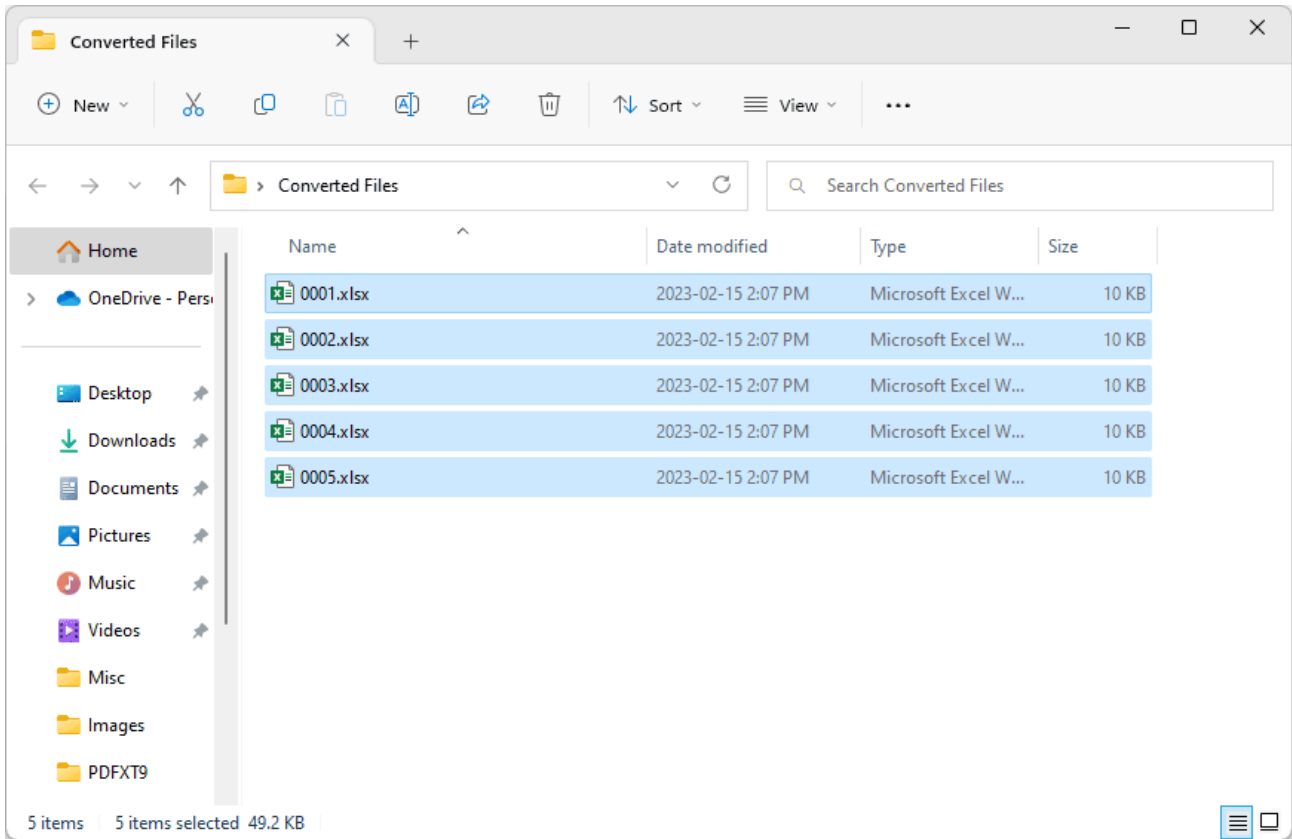 Converted Files
New Sort View
Converted Files Search Converted Files
Name Date modified Type Size
Home
OneDrive - Pers
Desktop
Downloads
Documents
Pictures
Music
Videos
Misc
Images
PDFXT9
0001.xlsx 2023-02-15 2:07 PM Microsoft Excel W... 10 KB
0002.xlsx 2023-02-15 2:07 PM Microsoft Excel W... 10 KB
0003.xlsx 2023-02-15 2:07 PM Microsoft Excel W... 10 KB
0004.xlsx 2023-02-15 2:07 PM Microsoft Excel W... 10 KB
0005.xlsx 2023-02-15 2:07 PM Microsoft Excel W... 10 KB
5 items 5 items selected 49.2 KB